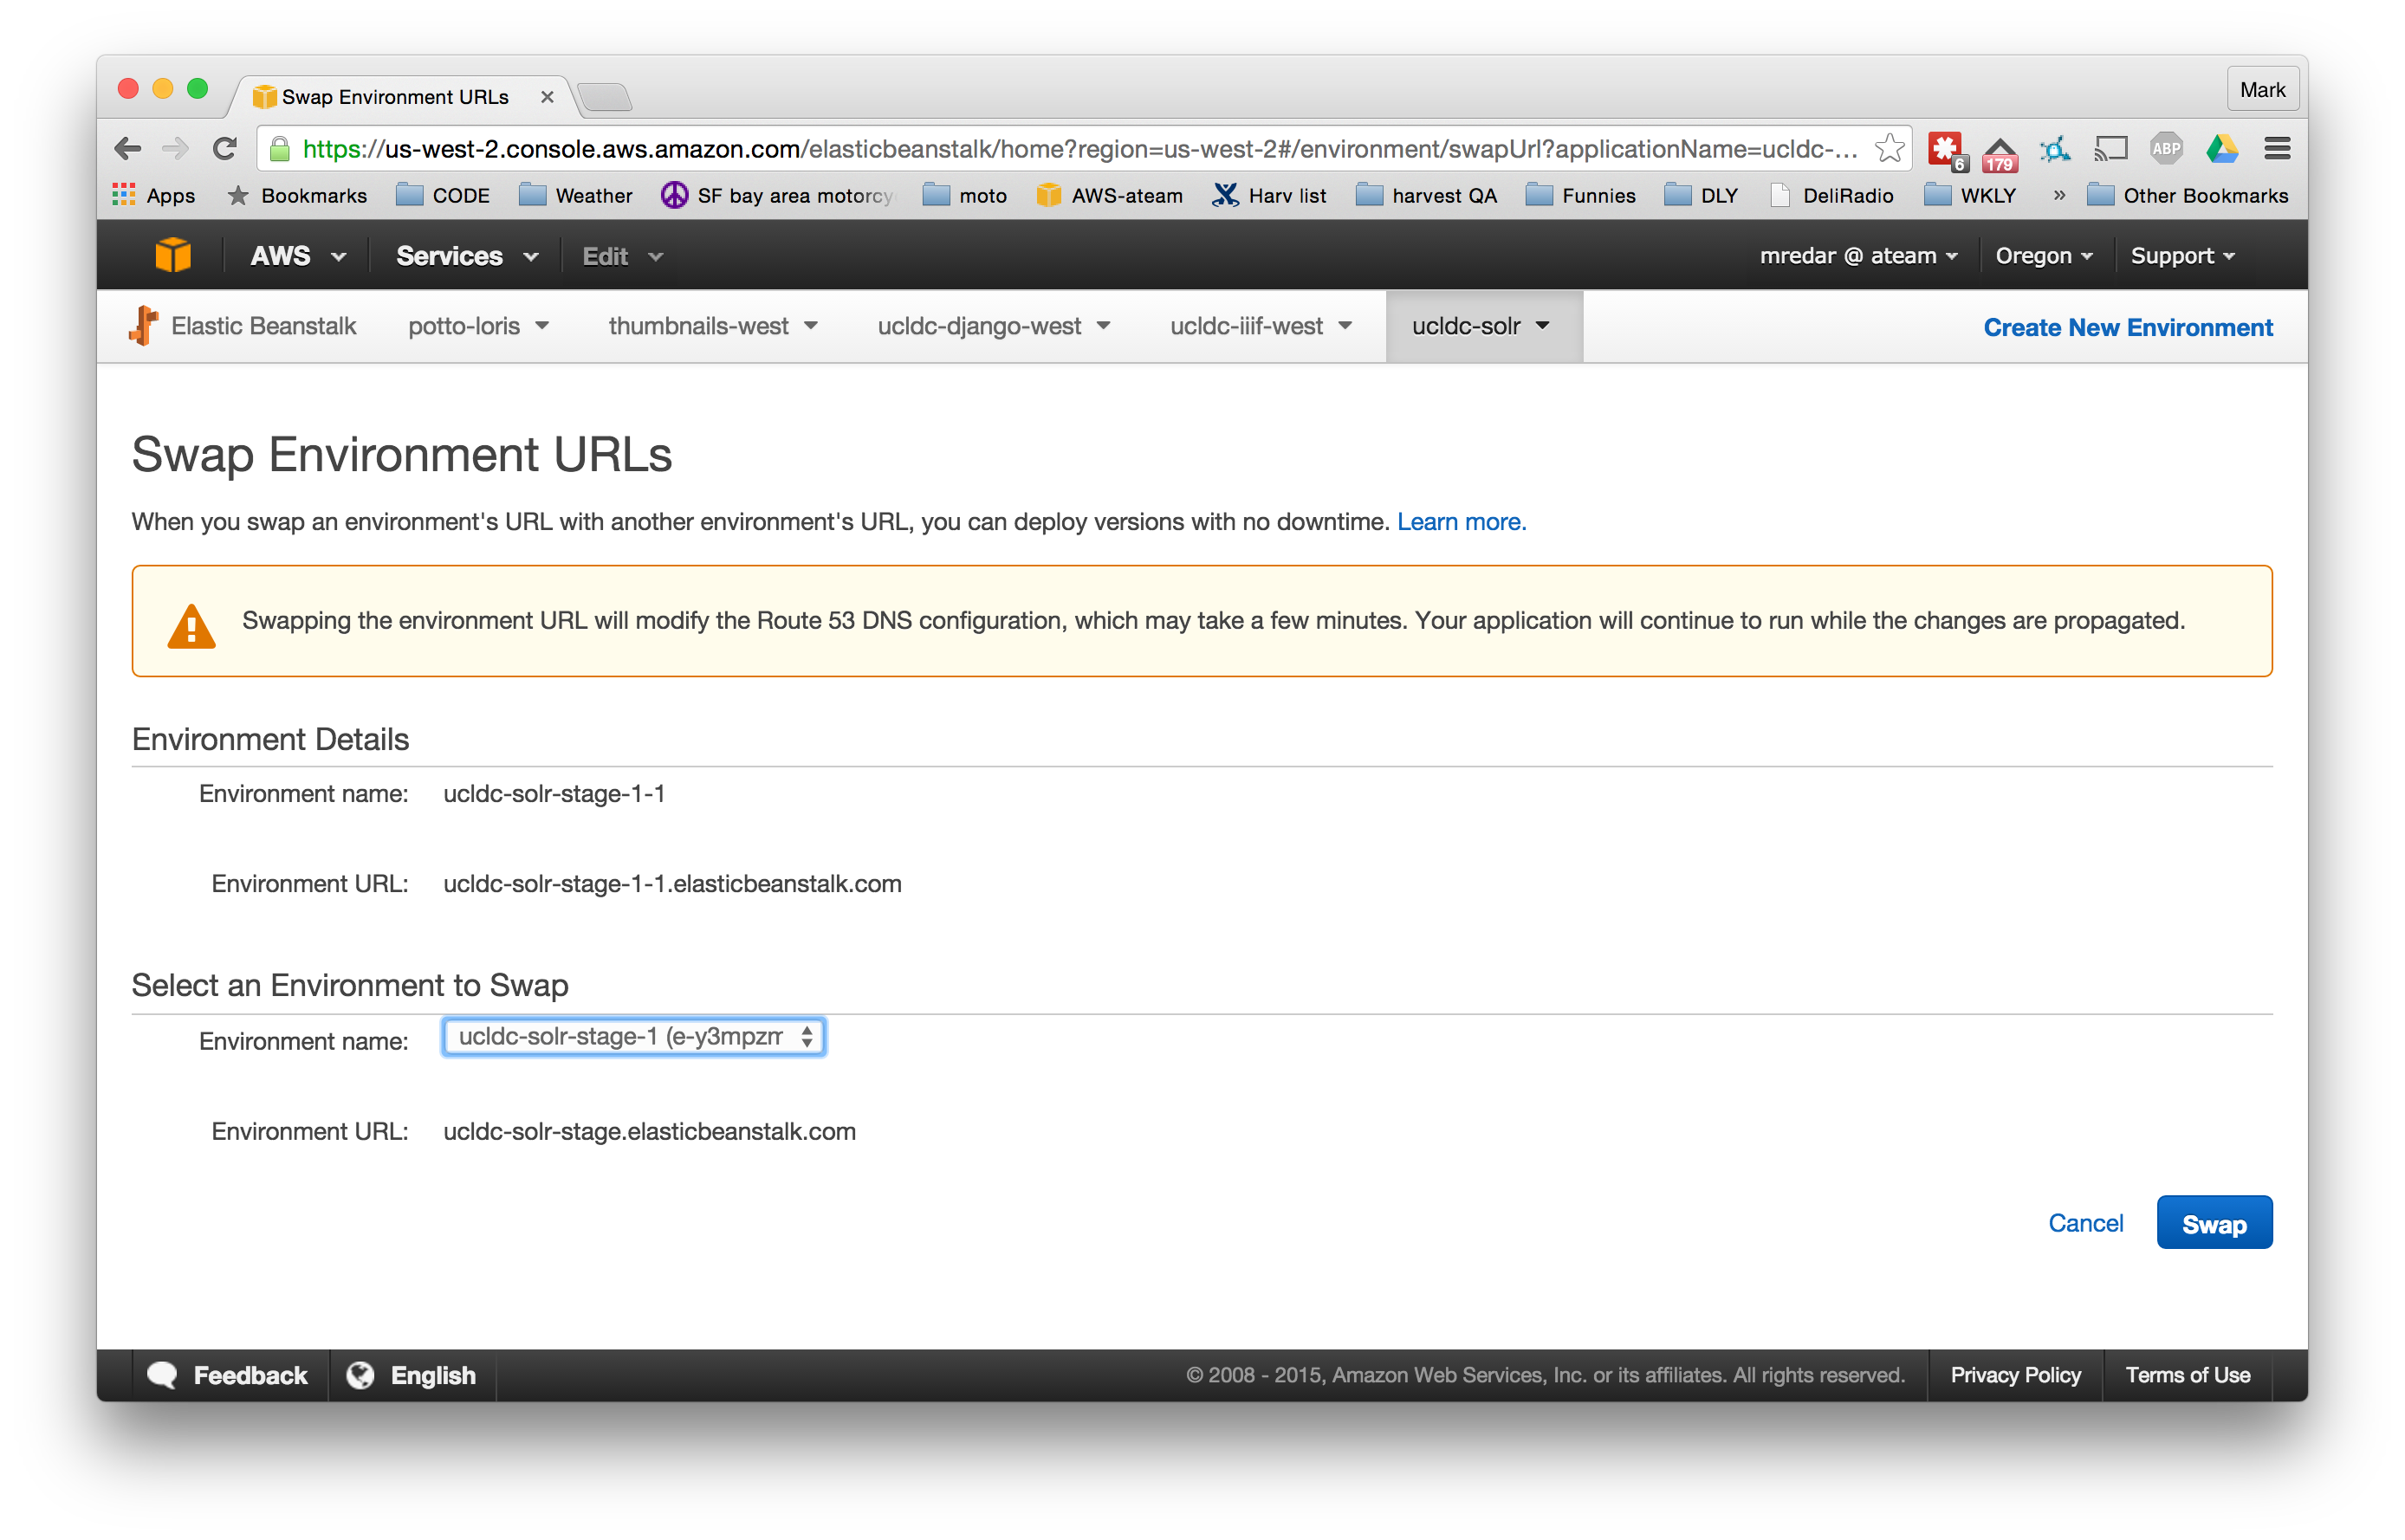 Swap Environment URLs
Mark
https://us-west-2.console.aws.amazon.com/elasticbeanstalk/home?region=us-west-2#/environment/swapUrl?applicationName=ucldc-...
6
179
ABP
Apps Bookmarks CODE Weather SF bay area motorcy moto AWS-ateam Harv list harvest QA Funnies DLY DeliRadio WKLY » Other Bookmarks
AWS Services Edit mredar @ ateam Oregon Support
Elastic Beanstalk potto-loris thumbnails-west ucldc-django-west ucldc-iiif-west ucldc-solr Create New Environment
Swap Environment URLs
When you swap an environment's URL with another environment's URL, you can deploy versions with no downtime. Learn more.
Swapping the environment URL will modify the Route 53 DNS configuration, which may take a few minutes. Your application will continue to run while the changes are propagated.
Environment Details
Environment name: ucldc-solr-stage-1-1
Environment URL: ucldc-solr-stage-1-1.elasticbeanstalk.com
Select an Environment to Swap
Environment name: ucldc-solr-stage-1 (e-y3mpzm
Environment URL: ucldc-solr-stage.elasticbeanstalk.com
Cancel Swap
Feedback English © 2008 - 2015, Amazon Web Services, Inc. or its affiliates. All rights reserved. Privacy Policy Terms of Use